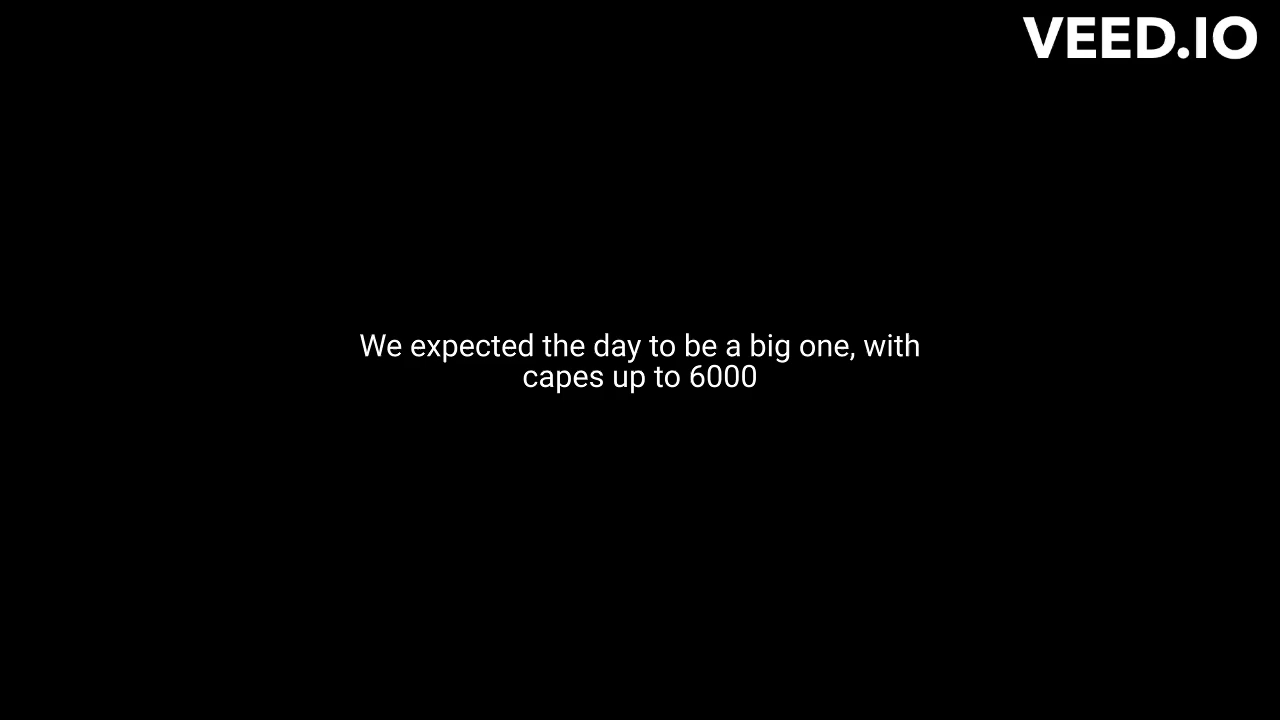 VEED.IO
We expected the day to be a big one, with
capes up to 6000